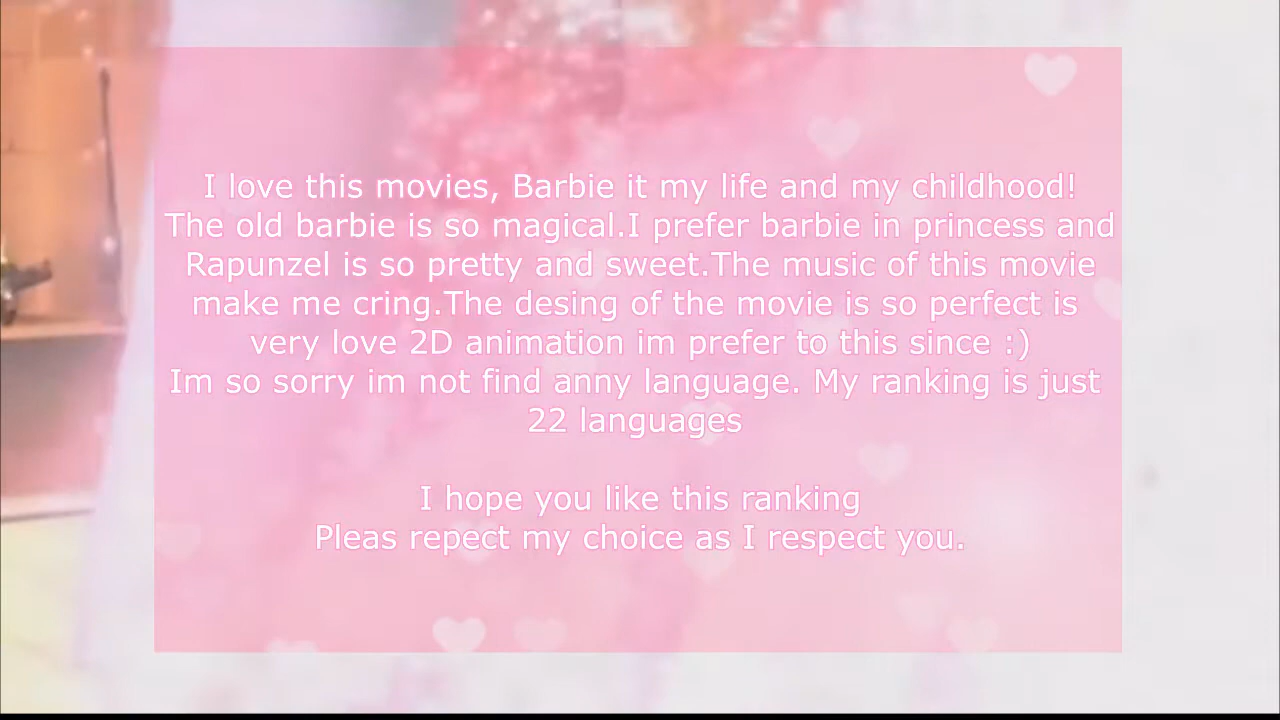 I love this movies, Barbie it my life and my childhood!
The old barbie is so magical.I prefer barbie in princess and
Rapunzel is so pretty and sweet.The music of this movie
make me cring.The desing of the movie is so perfect is
very love 2D animation im prefer to this since :)
Im so sorry im not find anny language. My ranking is just
22 languages
I hope you like this ranking
Pleas repect my choice as I respect you.